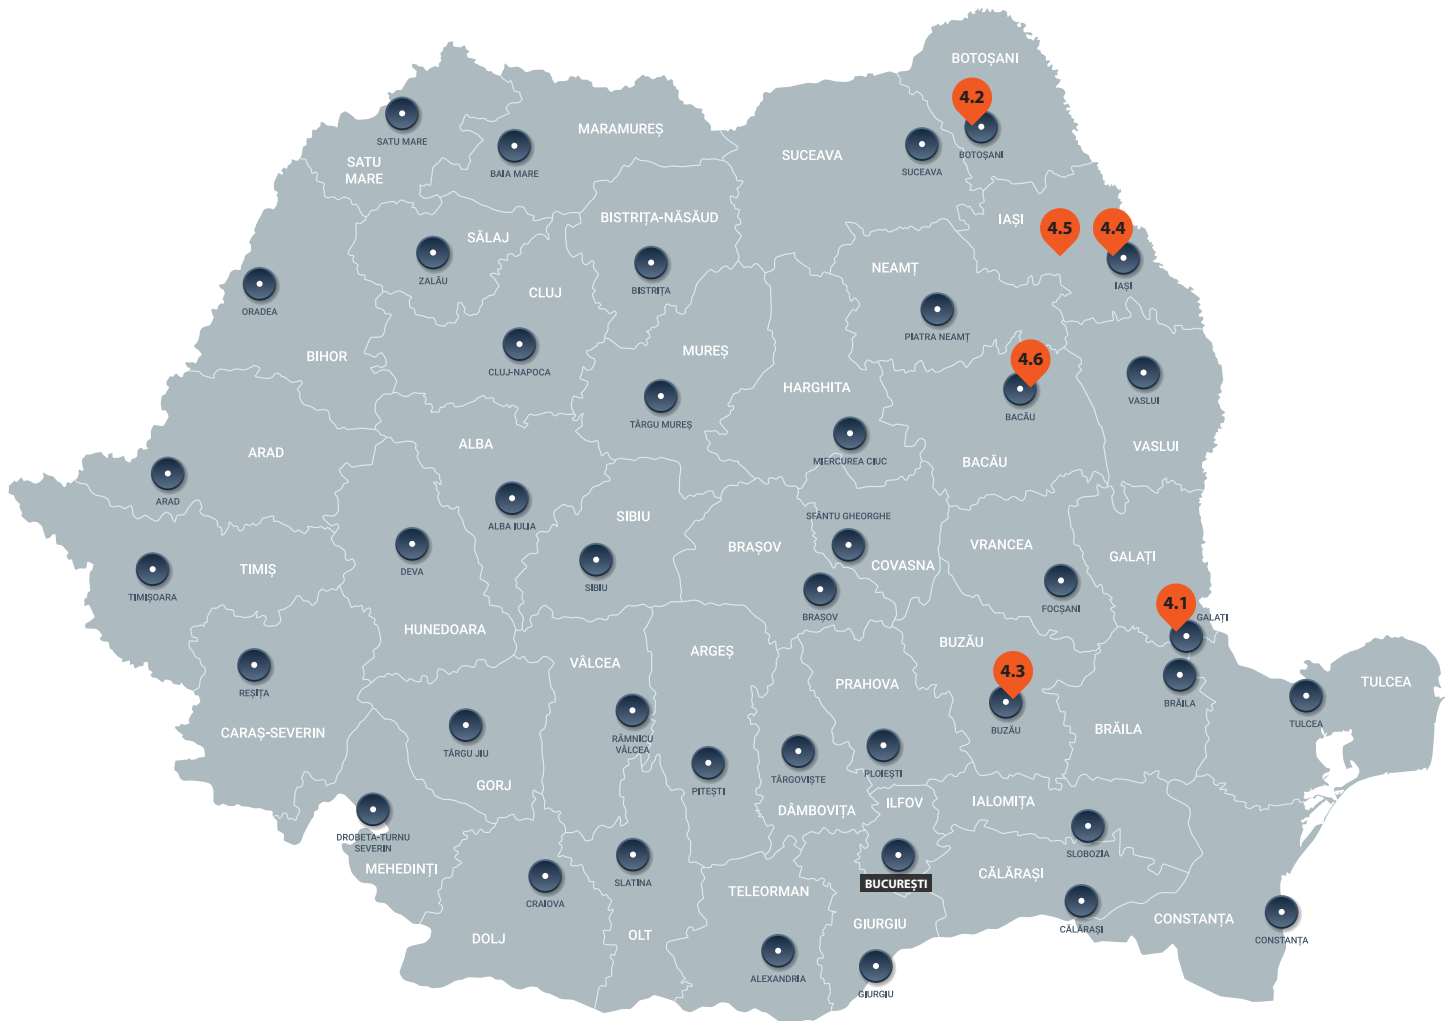 BOTOȘANI
4.2
BOTOȘANI
SATU MARE
SATU
MARE
MARAMUREȘ
BAIA MARE
SUCEAVA
SUCEAVA
IAȘI
4.5
4.4
IAȘI
BISTRIȚA-NĂSĂUD
BISTRIȚA
SĂLAJ
ZALĂU
NEAMȚ
PIATRA NEAMȚ
ORADEA
BIHOR
CLUJ
CLUJ-NAPOCA
MUREȘ
TÂRGU MUREȘ
HARGHITA
MIERCUREA CIUC
4.6
BACĂU
BACĂU
VASLUI
VASLUI
ARAD
ARAD
ALBA
ALBA IULIA
SIBIU
SIBIU
BRAȘOV
BRAȘOV
SFÂNTU GHEORGHE
COVASNA
VRANCEA
FOCȘANI
GALAȚI
4.1
GALAȚI
TIMIȘ
TIMIȘOARA
DEVA
HUNEDOARA
REȘIȚA
CARAȘ-SEVERIN
VÂLCEA
RÂMNICU
VÂLCEA
ARGEȘ
PITEȘTI
PRAHOVA
PLOIEȘTI
BUZĂU
4.3
BUZĂU
BRĂILA
BRĂILA
TULCEA
TULCEA
TÂRGU JIU
GORJ
TÂRGOVIȘTE
DÂMBOVIȚA
ILFOV
BUCUREȘTI
IALOMIȚA
SLOBOZIA
DROBETA-TURNU
SEVERIN
MEHEDINȚI
CRAIOVA
DOLJ
SLATINA
OLT
TELEORMAN
ALEXANDRIA
GIURGIU
GIURGIU
CĂLĂRAȘI
CĂLĂRAȘI
CONSTANȚA
CONSTANȚA